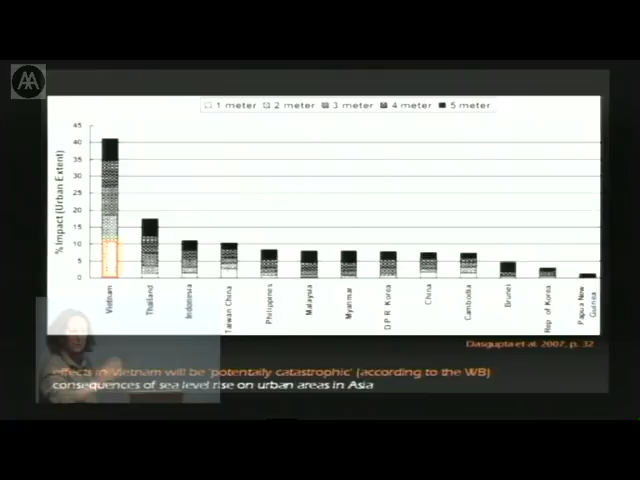 AA
1 meter 2 meter 3 meter 4 meter 5 meter
% Impact (Urban Extent)
45
40
35
30
25
20
15
10
5
0
Vietnam
Thailand
Indonesia
Taiwan China
Philippines
Malaysia
Myanmar
D.P.R. Korea
China
Cambodia
Brunei
Rep of Korea
Papua New
Guinea
Dasgupta et al. 2007, p. 32
effects in Vietnam will be 'potentially catastrophic' (according to the WB)
consequences of sea level rise on urban areas in Asia